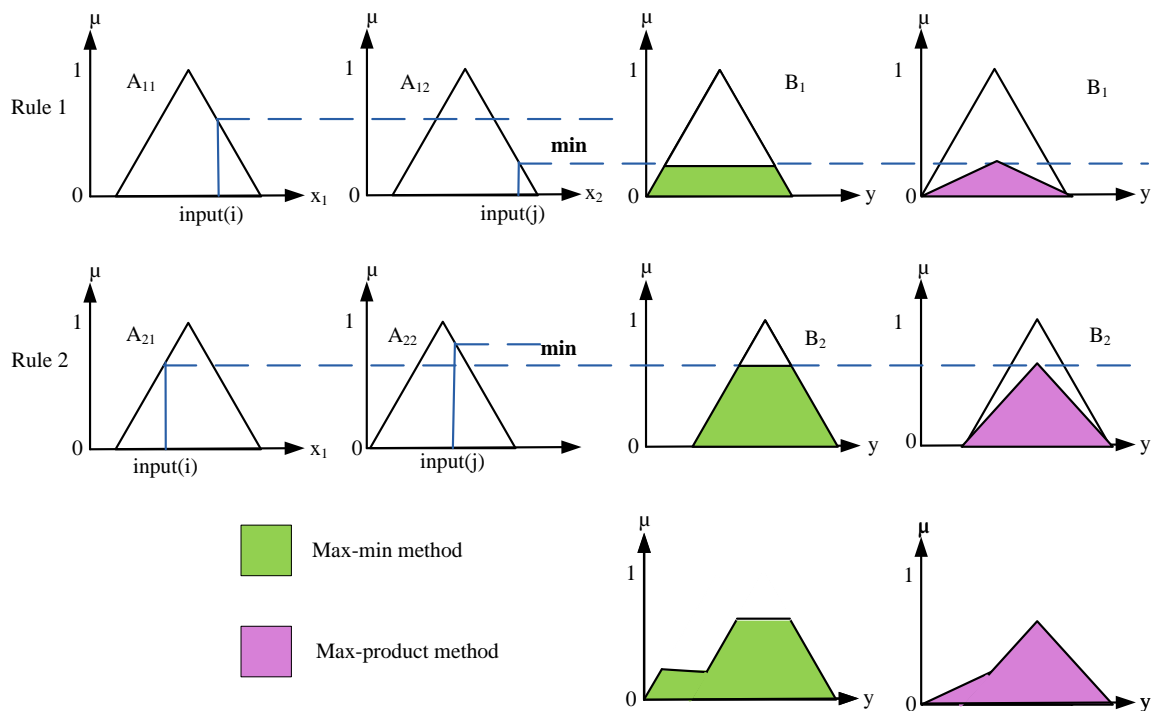 μ μ μ μ
1 A₁₁ 1 A₁₂ 1 B₁ 1 B₁
Rule 1
min
0 x₁ 0 x₂ 0 y 0 y
input(i) input(j)
μ μ μ μ
1 A₂₁ 1 A₂₂ 1 B₂ 1 B₂
Rule 2 min
0 x₁ 0 0 y 0 y
input(i) input(j)
μ μ
Max-min method 1 1
Max-product method
0 y 0 y